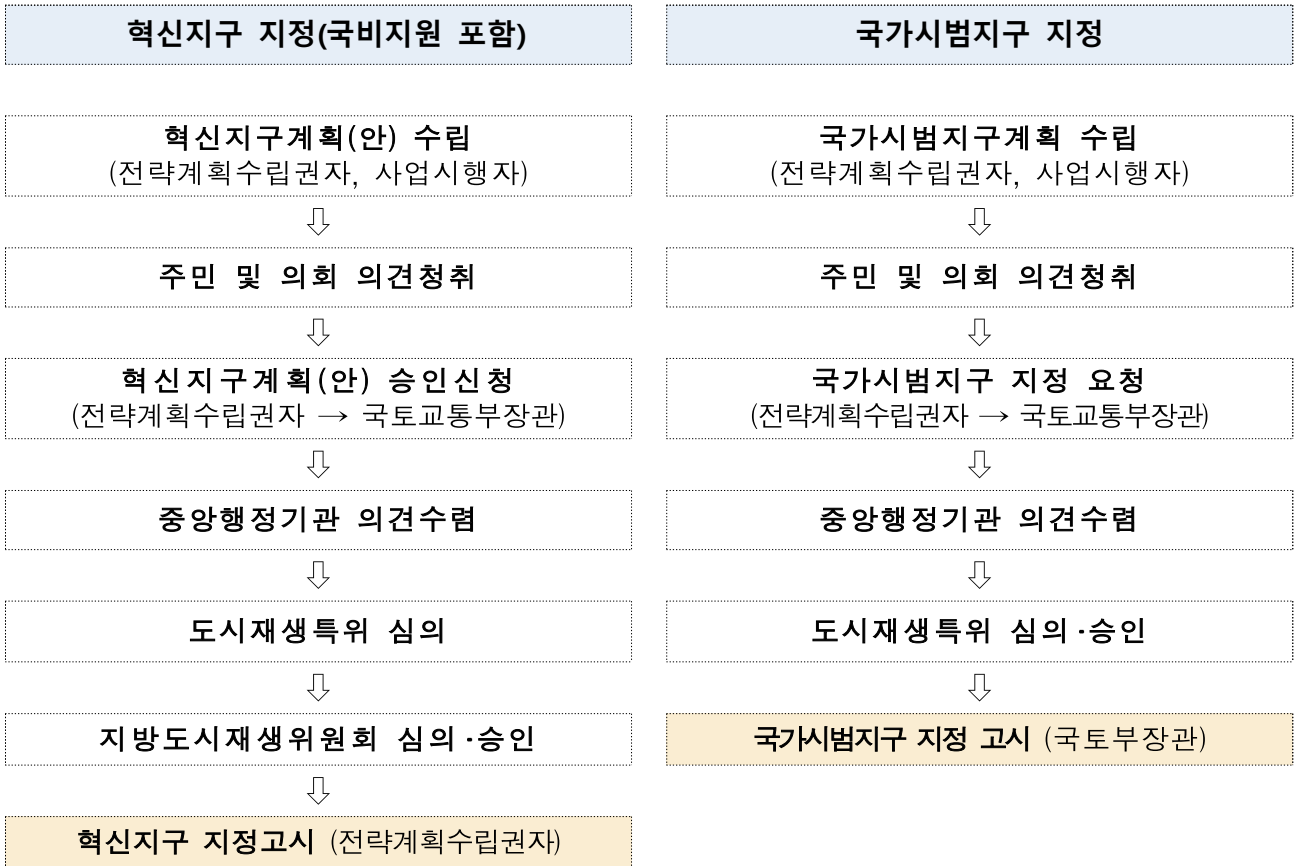 혁신지구 지정(국비지원 포함)
혁신지구계획(안) 수립
(전략계획수립권자, 사업시행자)
⇩
주민 및 의회 의견청취
⇩
혁신지구계획(안) 승인신청
(전략계획수립권자 → 국토교통부장관)
⇩
중앙행정기관 의견수렴
⇩
도시재생특위 심의
⇩
지방도시재생위원회 심의·승인
⇩
혁신지구 지정고시 (전략계획수립권자)
국가시범지구 지정
국가시범지구계획 수립
(전략계획수립권자, 사업시행자)
⇩
주민 및 의회 의견청취
⇩
국가시범지구 지정 요청
(전략계획수립권자 → 국토교통부장관)
⇩
중앙행정기관 의견수렴
⇩
도시재생특위 심의·승인
⇩
국가시범지구 지정 고시 (국토부장관)